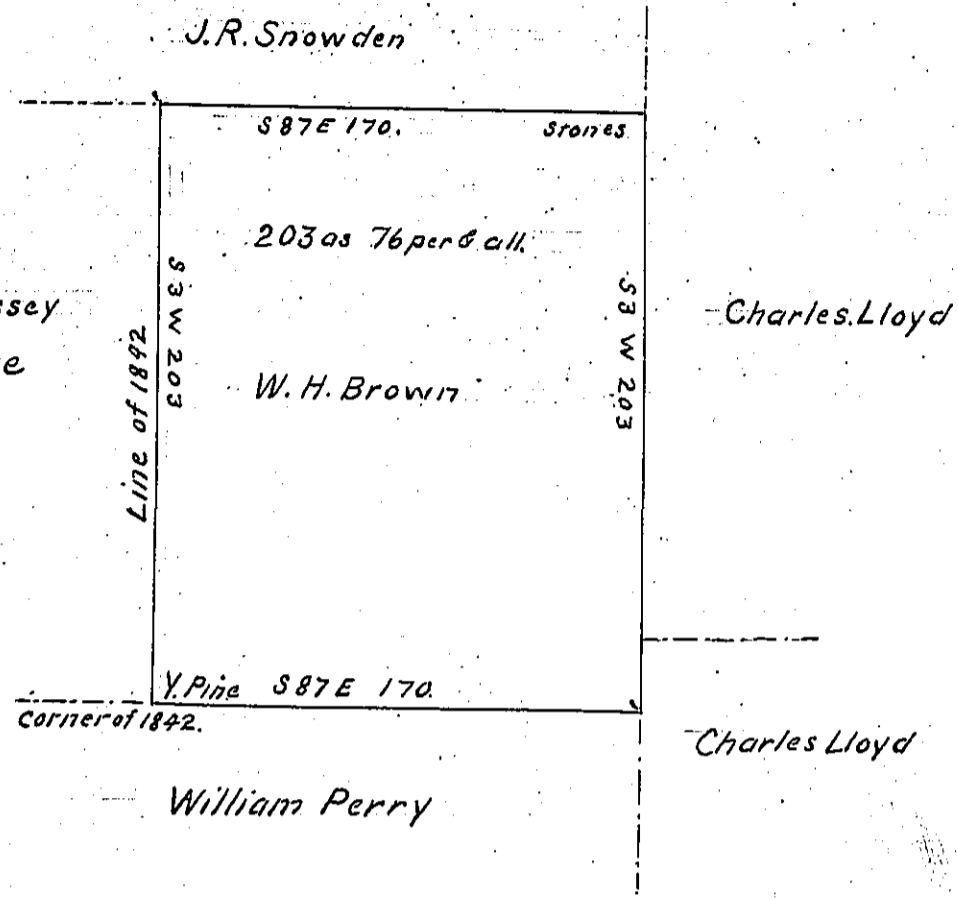 J.R. Snowden
S 87 E 170.
Stones
203 as 76 per & all.
S 3 W 203
S 3 W 203
Charles. Lloyd
Line of 1892
W. H. Brown
Y. Pine S 87 E 170.
Corner of 1842.
Charles Lloyd
William Perry